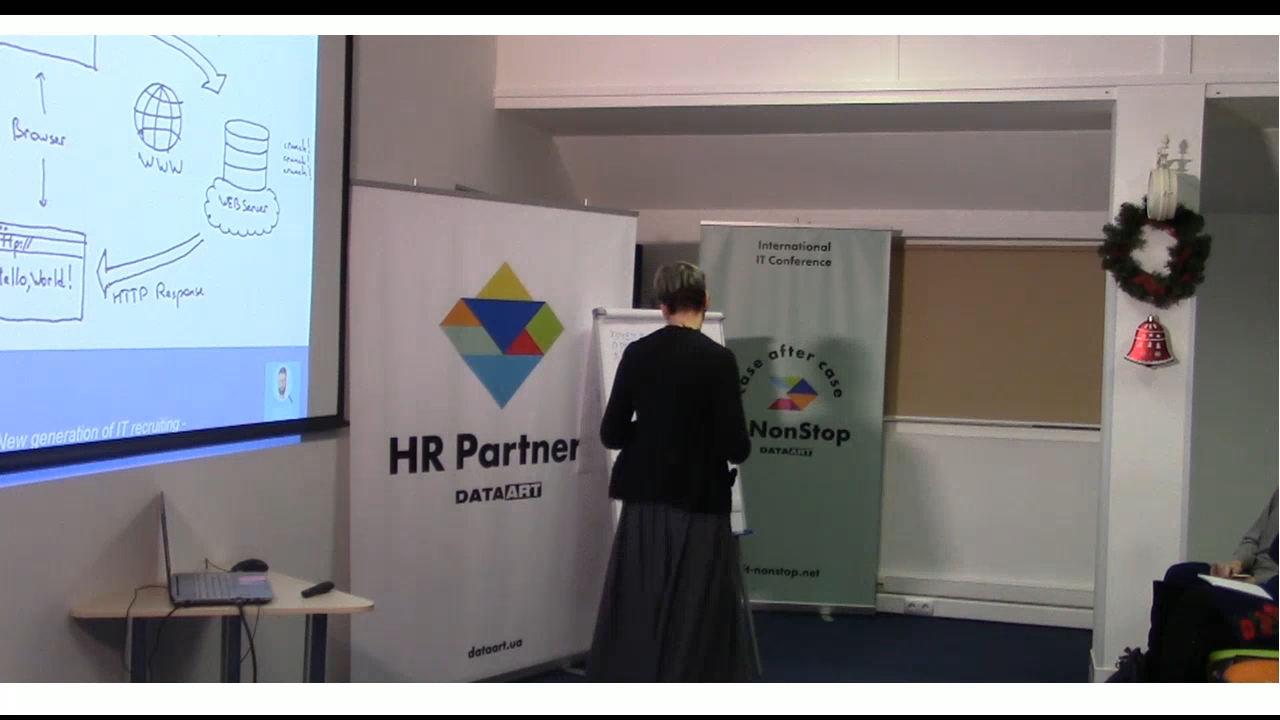 Browser
WWW
crunch!
crunch!
crunch!
WEB Server
Http://
Hello, World!
HTTP Response
New generation of IT recruiting -
HR Partner
DATAART
dataart.ua
International
IT Conference
case after case
NonStop
DATAART
it-nonstop.net